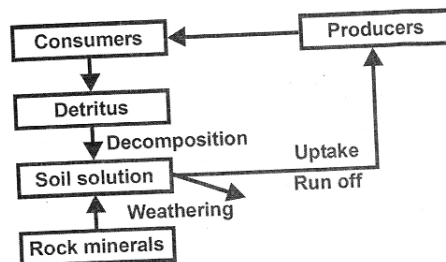 Consumers
Producers
Detritus
Decomposition
Uptake
Soil solution
Run off
Weathering
Rock minerals